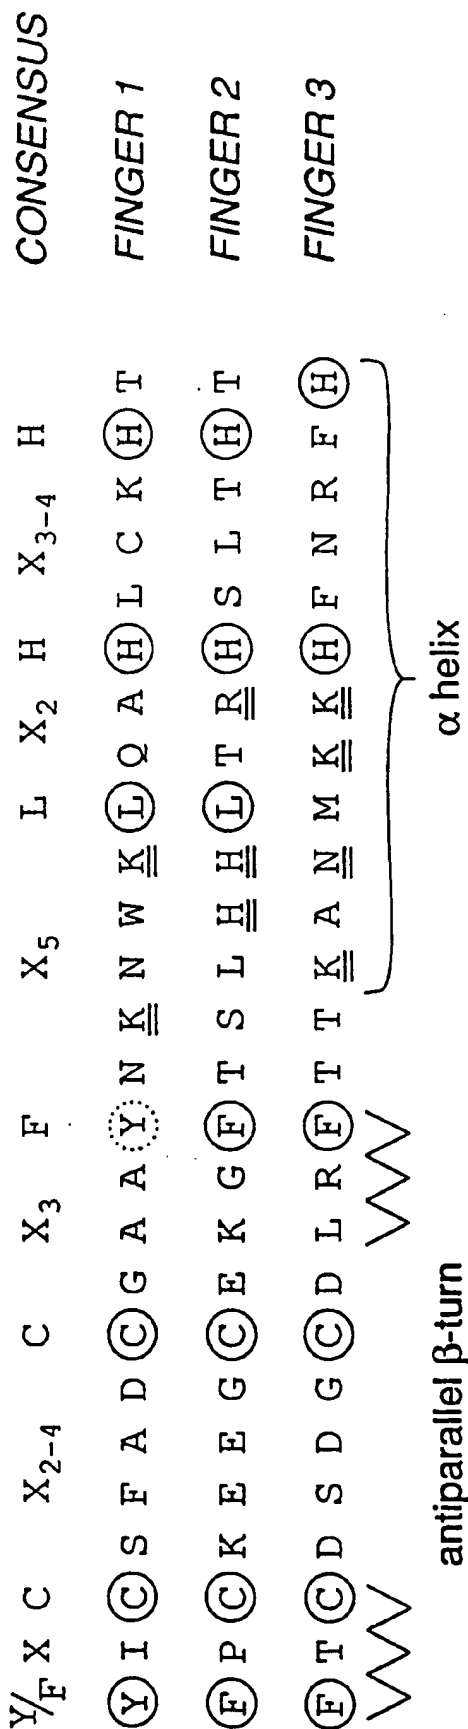 CONSENSUS Y/F X C X2-4 C X3 F X5 L X2 H X3-4 H
FINGER 1 Y I C S F A D C G A A Y N K N W K L Q A H L C K H T
FINGER 2 F P C K E E G C E K G F T S L H H L T R H S L T H T
FINGER 3 F T C D S D G C D L R F T T K A N M K K H F N R F H
antiparallel β-turn
α helix